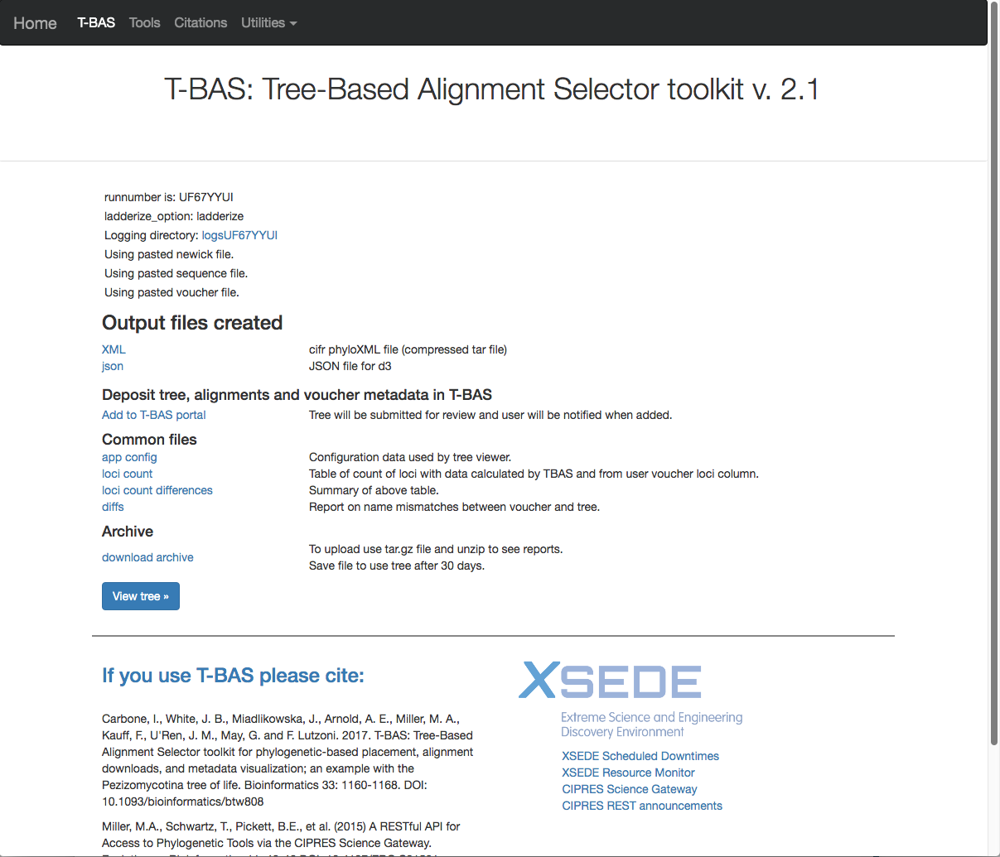 Home T-BAS Tools Citations Utilities
T-BAS: Tree-Based Alignment Selector toolkit v. 2.1
runnumber is: UF67YYUI
ladderize_option: ladderize
Logging directory: logsUF67YYUI
Using pasted newick file.
Using pasted sequence file.
Using pasted voucher file.
Output files created
XML cifr phyloXML file (compressed tar file)
json JSON file for d3
Deposit tree, alignments and voucher metadata in T-BAS
Add to T-BAS portal Tree will be submitted for review and user will be notified when added.
Common files
app config Configuration data used by tree viewer.
loci count Table of count of loci with data calculated by TBAS and from user voucher loci column.
loci count differences Summary of above table.
diffs Report on name mismatches between voucher and tree.
Archive
download archive To upload use tar.gz file and unzip to see reports.
Save file to use tree after 30 days.
View tree »
If you use T-BAS please cite:
Carbone, I., White, J. B., Miadlikowska, J., Arnold, A. E., Miller, M. A.,
Kauff, F., U'Ren, J. M., May, G. and F. Lutzoni. 2017. T-BAS: Tree-Based
Alignment Selector toolkit for phylogenetic-based placement, alignment
downloads, and metadata visualization; an example with the
Pezizomycotina tree of life. Bioinformatics 33: 1160-1168. DOI:
10.1093/bioinformatics/btw808
Miller, M.A., Schwartz, T., Pickett, B.E., et al. (2015) A RESTful API for
Access to Phylogenetic Tools via the CIPRES Science Gateway.
XSEDE
Extreme Science and Engineering
Discovery Environment
XSEDE Scheduled Downtimes
XSEDE Resource Monitor
CIPRES Science Gateway
CIPRES REST announcements